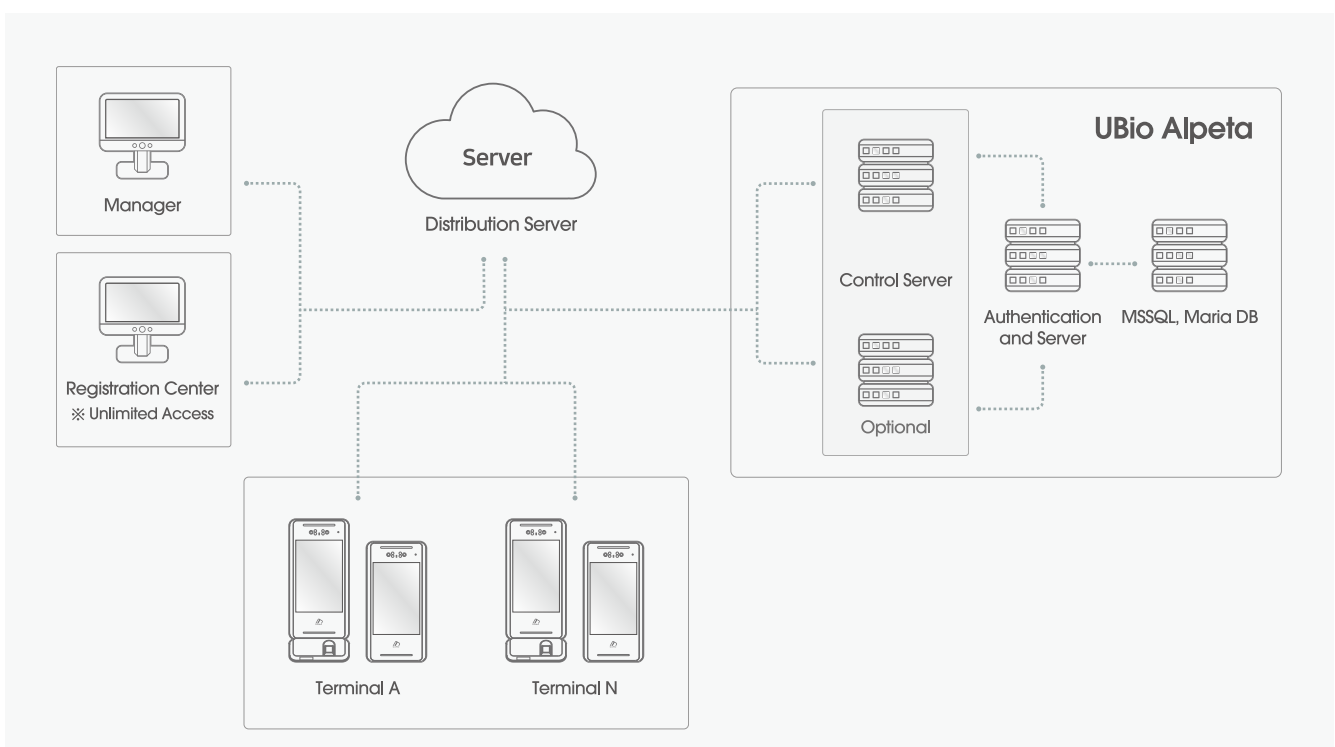 Manager
Registration Center
※ Unlimited Access
Server
Distribution Server
UBio Alpeta
Control Server
Optional
Authentication
and Server
MSSQL, Maria DB
Terminal A
Terminal N